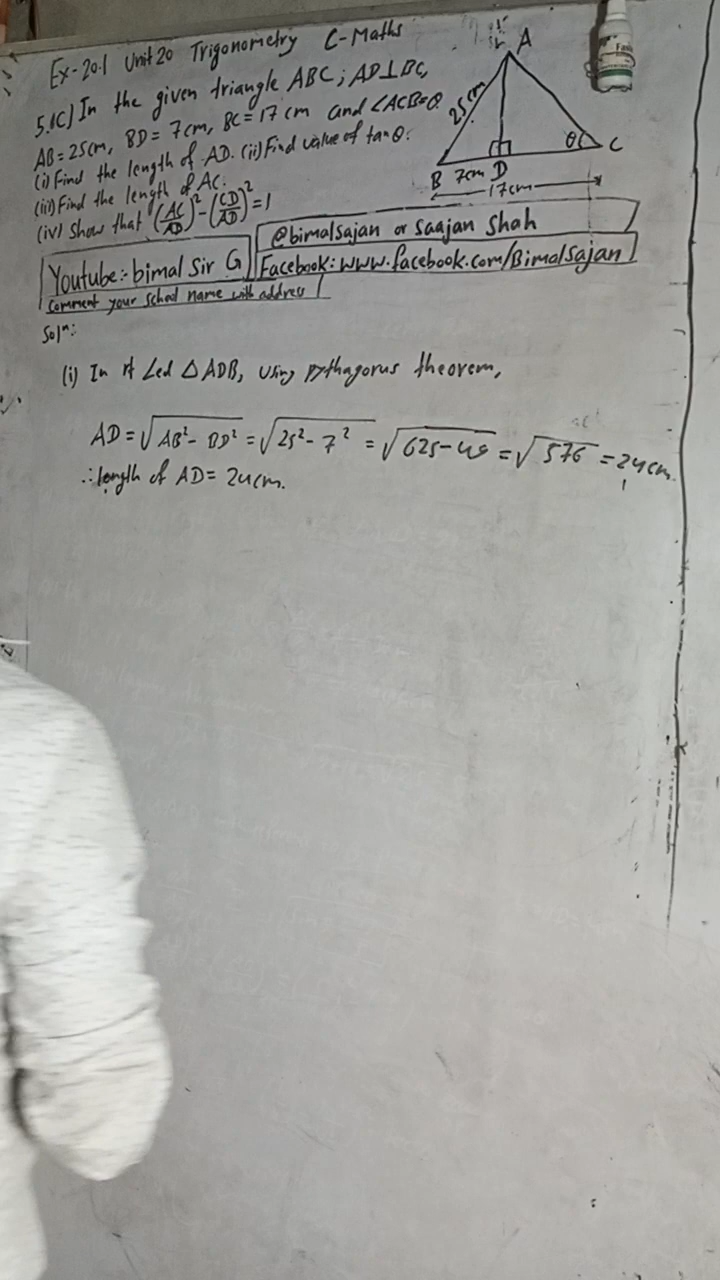 Ex-20.1 Unit 20 Trigonometry C-Maths
5.(C) In the given triangle ABC; AD⊥BC,
AB=25cm, BD=7cm, BC=17cm and ∠ACB=θ
(i) Find the length of AD. (ii) Find value of tanθ.
(iii) Find the length of AC.
(iv) Show that (AC/AD)²-(CD/AD)²=1
A
25cm
θ
C
B 7cm D
17cm
@bimalsajan or Saajan Shah
Youtube:- bimal Sir G
Facebook: www.facebook.com/BimalSajan
Comment your school name with address
Solⁿ:
(i) In rt ∠ed △ADB, using pythagorus theorem,
AD=√AB²-BD² =√25²-7² =√625-49 =√576 =24cm.
∴length of AD=24cm.